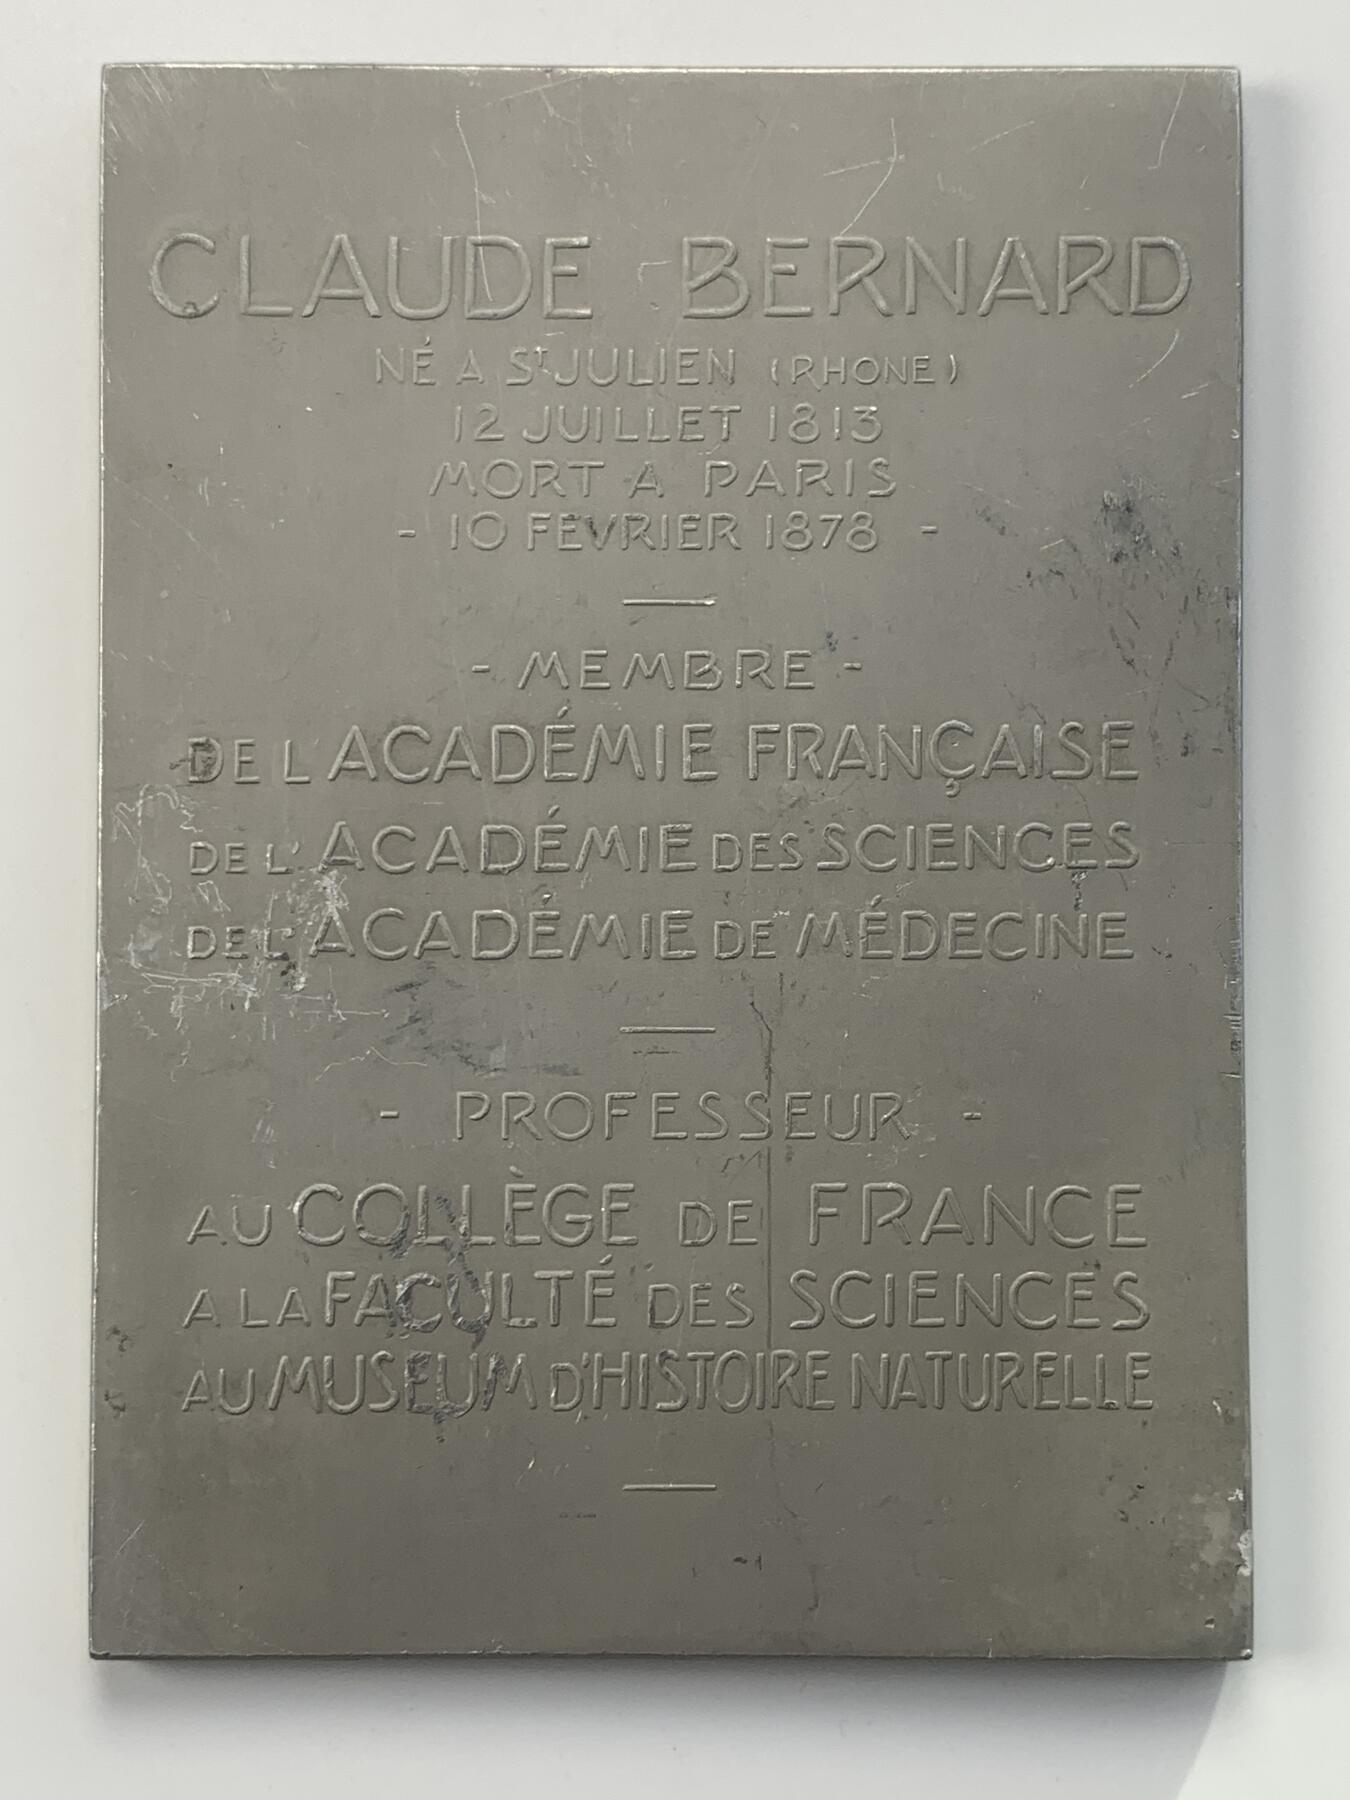 CLAUDE BERNARD
NÉ A ST JULIEN (RHONE)
12 JUILLET 1813
MORT A PARIS
- 10 FEVRIER 1878 -
- MEMBRE -
DE L'ACADÉMIE FRANÇAISE
DE L'ACADÉMIE DES SCIENCES
DE L'ACADÉMIE DE MÉDECINE
- PROFESSEUR -
AU COLLÈGE DE FRANCE
A LA FACULTÉ DES SCIENCES
AU MUSEUM D'HISTOIRE NATURELLE